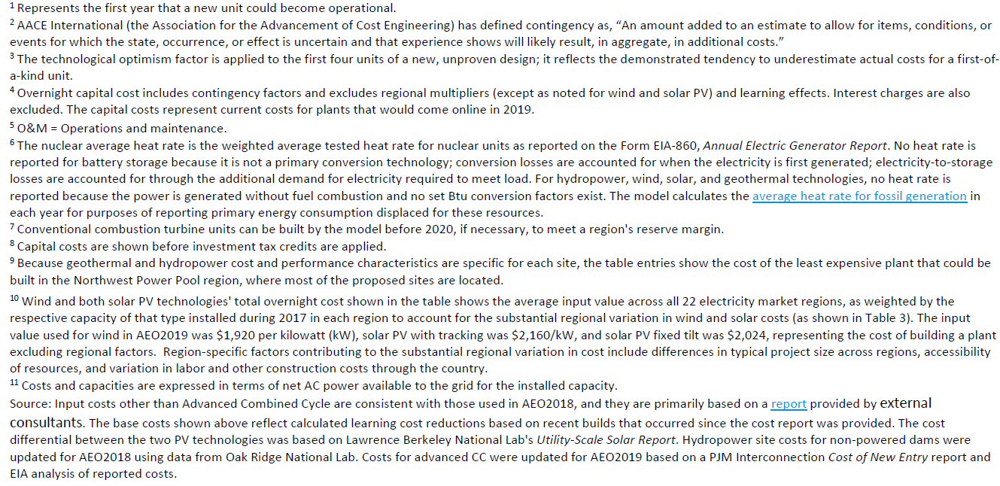 1 Represents the first year that a new unit could become operational.
2 AACE International (the Association for the Advancement of Cost Engineering) has defined contingency as, “An amount added to an estimate to allow for items, conditions, or
events for which the state, occurrence, or effect is uncertain and that experience shows will likely result, in aggregate, in additional costs.”
3 The technological optimism factor is applied to the first four units of a new, unproven design; it reflects the demonstrated tendency to underestimate actual costs for a first-of-
a-kind unit.
4 Overnight capital cost includes contingency factors and excludes regional multipliers (except as noted for wind and solar PV) and learning effects. Interest charges are also
excluded. The capital costs represent current costs for plants that would come online in 2019.
5 O&M = Operations and maintenance.
6 The nuclear average heat rate is the weighted average tested heat rate for nuclear units as reported on the Form EIA-860, Annual Electric Generator Report. No heat rate is
reported for battery storage because it is not a primary conversion technology; conversion losses are accounted for when the electricity is first generated; electricity-to-storage
losses are accounted for through the additional demand for electricity required to meet load. For hydropower, wind, solar, and geothermal technologies, no heat rate is
reported because the power is generated without fuel combustion and no set Btu conversion factors exist. The model calculates the average heat rate for fossil generation in
each year for purposes of reporting primary energy consumption displaced for these resources.
7 Conventional combustion turbine units can be built by the model before 2020, if necessary, to meet a region's reserve margin.
8 Capital costs are shown before investment tax credits are applied.
9 Because geothermal and hydropower cost and performance characteristics are specific for each site, the table entries show the cost of the least expensive plant that could be
built in the Northwest Power Pool region, where most of the proposed sites are located.
10 Wind and both solar PV technologies' total overnight cost shown in the table shows the average input value across all 22 electricity market regions, as weighted by the
respective capacity of that type installed during 2017 in each region to account for the substantial regional variation in wind and solar costs (as shown in Table 3). The input
value used for wind in AEO2019 was $1,920 per kilowatt (kW), solar PV with tracking was $2,160/kW, and solar PV fixed tilt was $2,024, representing the cost of building a plant
excluding regional factors. Region-specific factors contributing to the substantial regional variation in cost include differences in typical project size across regions, accessibility
of resources, and variation in labor and other construction costs through the country.
11 Costs and capacities are expressed in terms of net AC power available to the grid for the installed capacity.
Source: Input costs other than Advanced Combined Cycle are consistent with those used in AEO2018, and they are primarily based on a report provided by external
consultants. The base costs shown above reflect calculated learning cost reductions based on recent builds that occurred since the cost report was provided. The cost
differential between the two PV technologies was based on Lawrence Berkeley National Lab's Utility-Scale Solar Report. Hydropower site costs for non-powered dams were
updated for AEO2018 using data from Oak Ridge National Lab. Costs for advanced CC were updated for AEO2019 based on a PJM Interconnection Cost of New Entry report and
EIA analysis of reported costs.